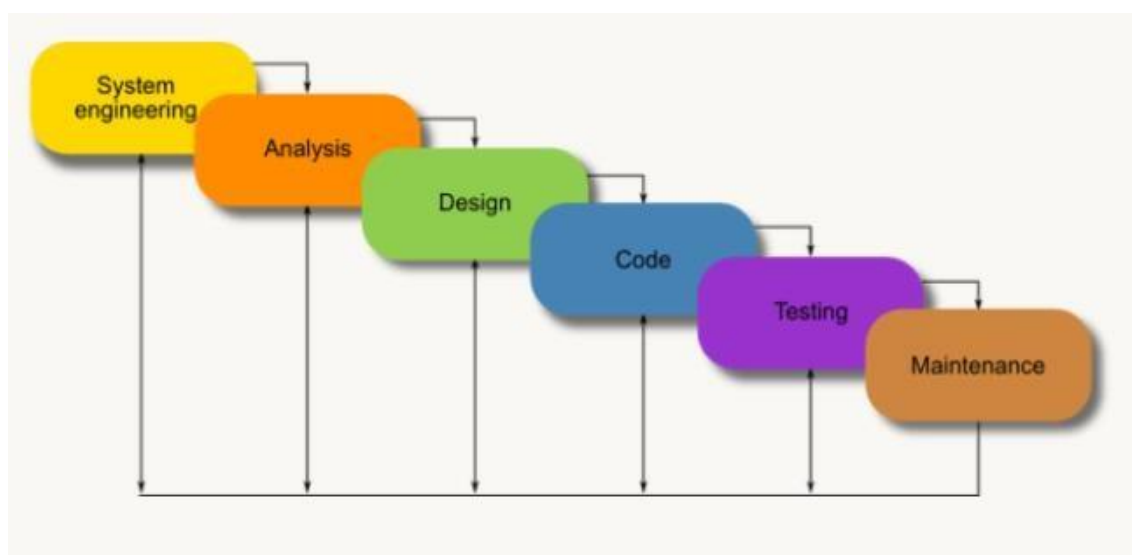 System
engineering
Analysis
Design
Code
Testing
Maintenance